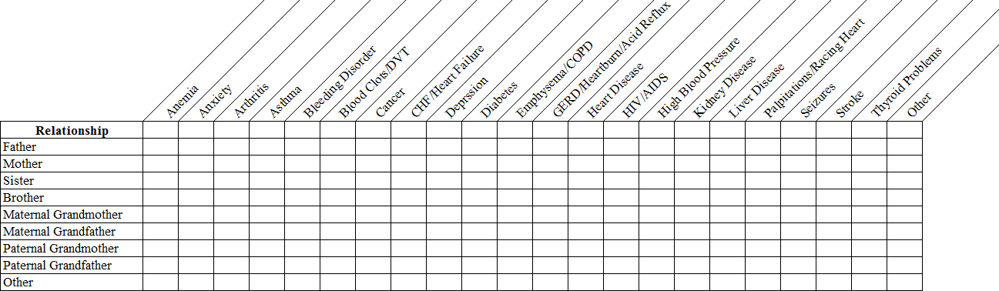 Anemia
Anxiety
Arthritis
Asthma
Bleeding Disorder
Blood Clots/DVT
Cancer
CHF/Heart Failure
Deprssion
Diabetes
Emphysema/COPD
GERD/Heartburn/Acid Reflux
Heart Disease
HIV/AIDS
High Blood Pressure
Kidney Disease
Liver Disease
Palpitations/Racing Heart
Seizures
Stroke
Thyroid Problems
Other
Relationship
Father
Mother
Sister
Brother
Maternal Grandmother
Maternal Grandfather
Paternal Grandmother
Paternal Grandfather
Other